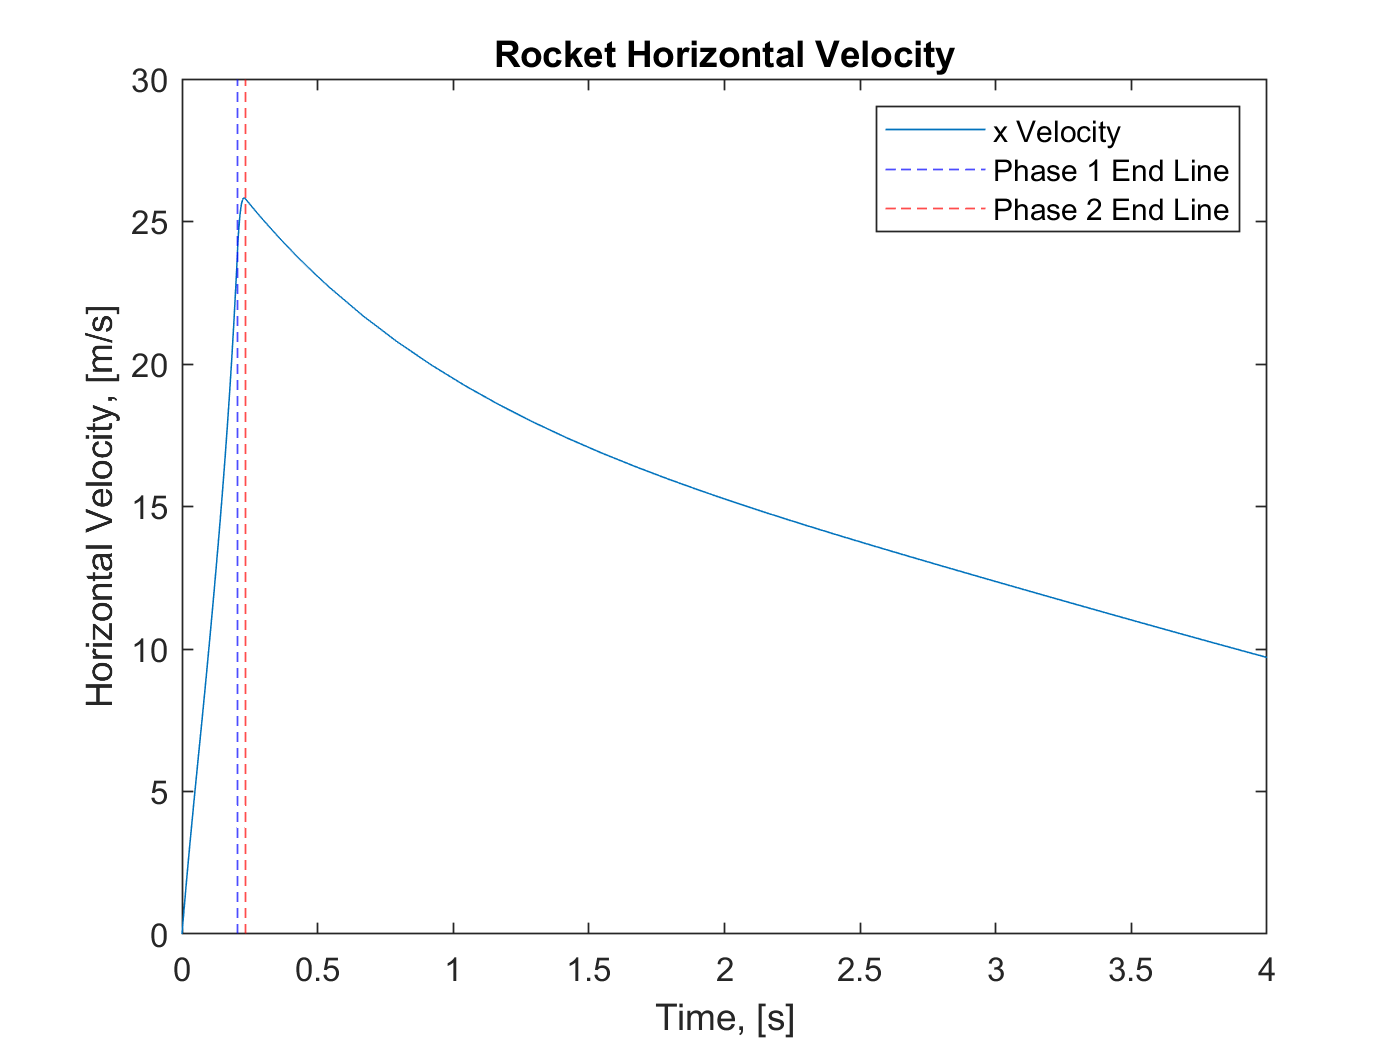 Rocket Horizontal Velocity
30
25
20
15
10
5
0
Horizontal Velocity, [m/s]
x Velocity
Phase 1 End Line
Phase 2 End Line
0 0.5 1 1.5 2 2.5 3 3.5 4
Time, [s]